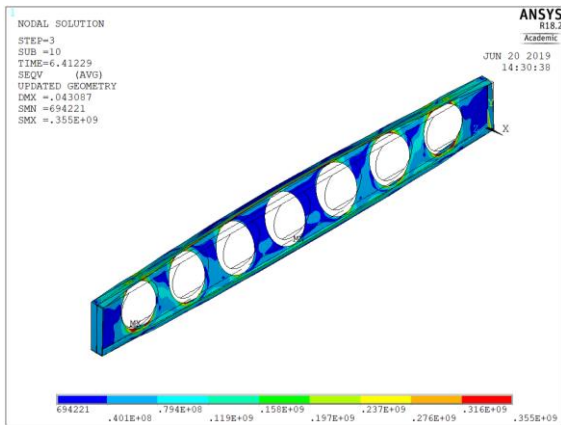 1
NODAL SOLUTION
STEP=3
SUB =10
TIME=6.41229
SEQV (AVG)
UPDATED GEOMETRY
DMX =.043087
SMN =694221
SMX =.355E+09
ANSYS
R18.2
Academic
JUN 20 2019
14:30:38
X
MN
MX
694221 .794E+08 .158E+09 .237E+09 .316E+09
.401E+08 .119E+09 .197E+09 .276E+09 .355E+09